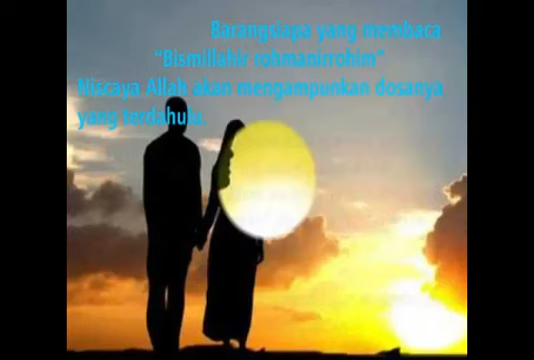 Barangsiapa yang membaca
“Bismillahir rohmanirrohim”
Niscaya Allah akan mengampunkan dosanya
yang terdahulu.